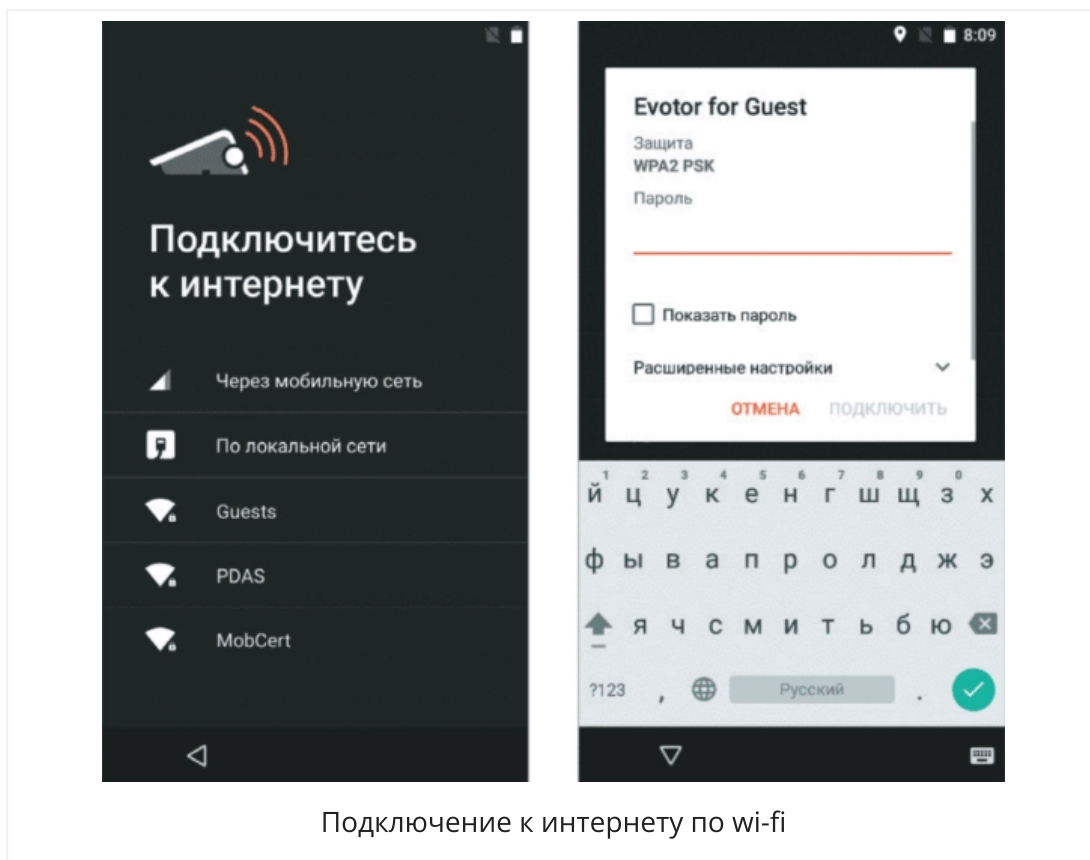 Подключитесь
к интернету
Через мобильную сеть
По локальной сети
Guests
PDAS
MobCert
8:09
Evotor for Guest
Защита
WPA2 PSK
Пароль
Показать пароль
Расширенные настройки
ОТМЕНА ПОДКЛЮЧИТЬ
1 2 3 4 5 6 7 8 9 0
й ц у к е н г ш щ з х
ф ы в а п р о л д ж э
я ч с м и т ь б ю
?123 , Русский .
Подключение к интернету по wi-fi